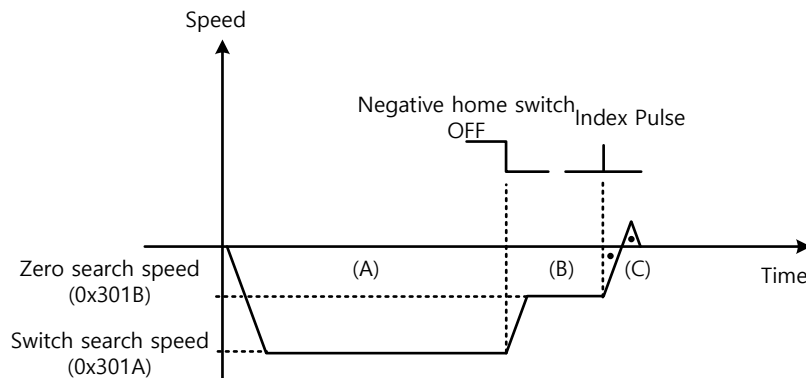 Speed
Negative home switch
OFF
Index Pulse
Zero search speed
(0x301B)
(A)
(B)
(C)
Time
Switch search speed
(0x301A)